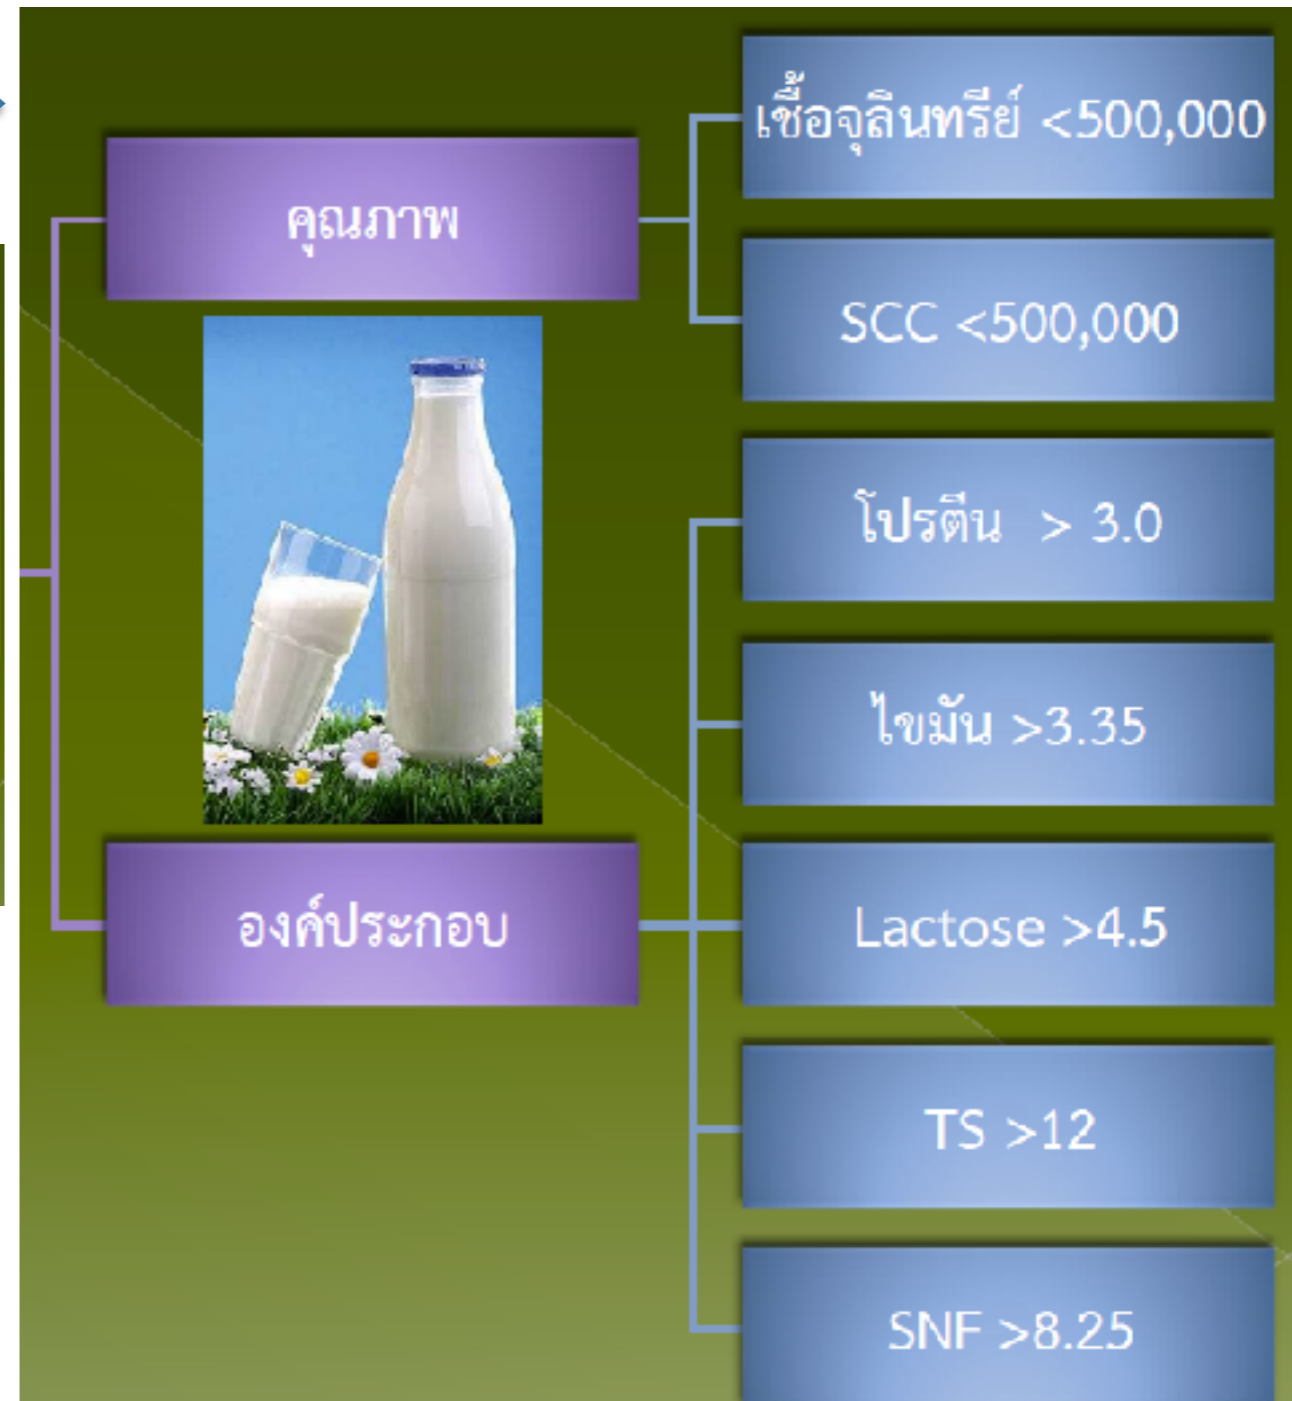 คุณภาพ
เชื้อจุลินทรีย์ <500,000
SCC <500,000
องค์ประกอบ
โปรตีน > 3.0
ไขมัน >3.35
Lactose >4.5
TS >12
SNF >8.25